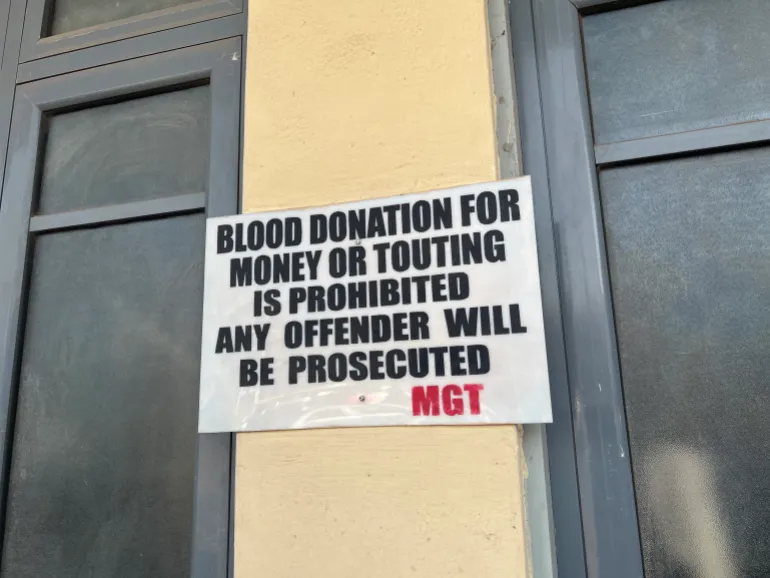 BLOOD DONATION FOR
MONEY OR TOUTING
IS PROHIBITED
ANY OFFENDER WILL
BE PROSECUTED
MGT